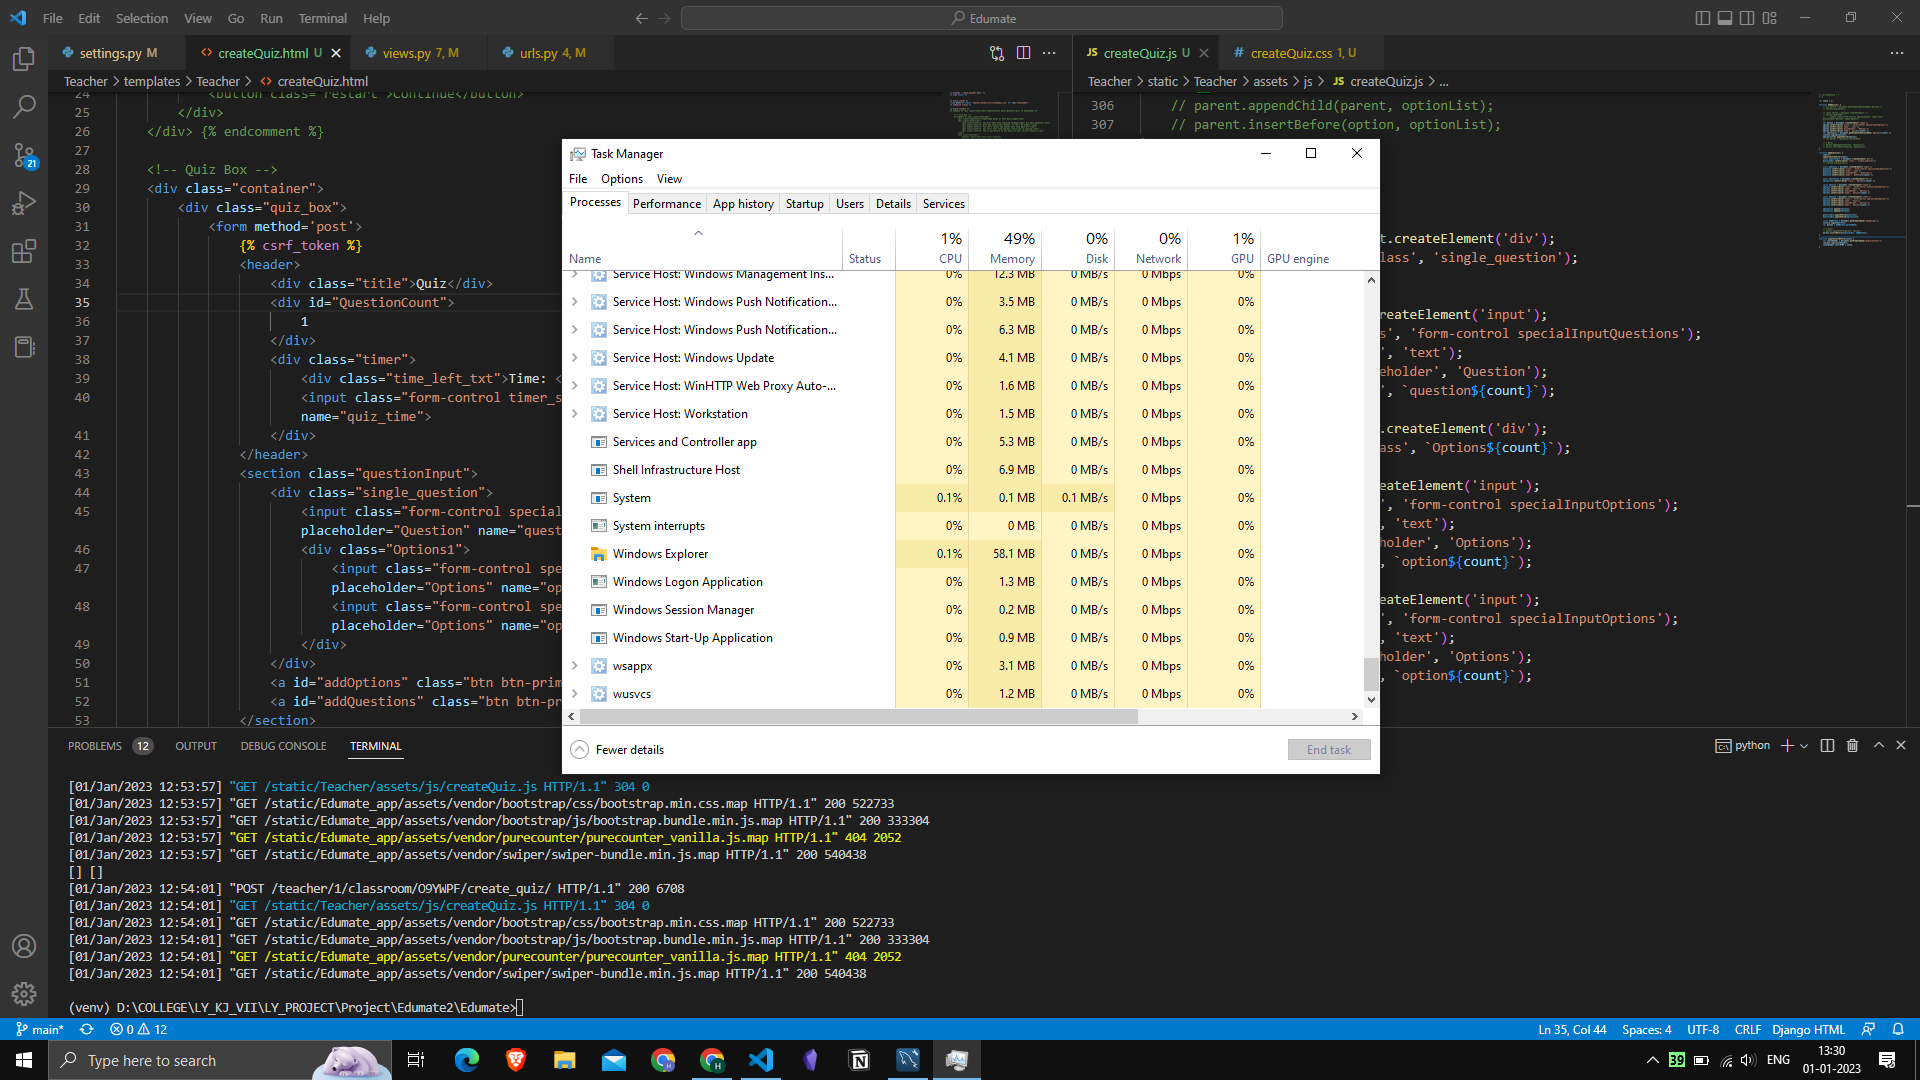 File Edit Selection View Go Run Terminal Help
Edumate
settings.py M
createQuiz.html U
views.py 7, M
urls.py 4, M
JS createQuiz.js U
# createQuiz.css 1, U
Teacher > templates > Teacher > createQuiz.html
Teacher > static > Teacher > assets > js > JS createQuiz.js > ...
24 <button class="restart">Continue</button>
25 </div>
26 </div> {% endcomment %}
27
28 <!-- Quiz Box -->
29 <div class="container">
30 <div class="quiz_box">
31 <form method='post'>
32 {% csrf_token %}
33 <header>
34 <div class="title">Quiz</div>
35 <div id="QuestionCount">
36 1
37 </div>
38 <div class="timer">
39 <div class="time_left_txt">Time: <
40 <input class="form-control timer_s
name="quiz_time">
41 </div>
42 </header>
43 <section class="questionInput">
44 <div class="single_question">
45 <input class="form-control special
placeholder="Question" name="quest
46 <div class="Options1">
47 <input class="form-control spe
placeholder="Options" name="op
48 <input class="form-control spe
placeholder="Options" name="op
49 </div>
50 </div>
51 <a id="addOptions" class="btn btn-prim
52 <a id="addQuestions" class="btn btn-pr
53 </section>
306 // parent.appendChild(parent, optionList);
307 // parent.insertBefore(option, optionList);
t.createElement('div');
lass', 'single_question');
createElement('input');
s', 'form-control specialInputQuestions');
', 'text');
eholder', 'Question');
', `question${count}`);
.createElement('div');
ass', `Options${count}`);
eateElement('input');
', 'form-control specialInputOptions');
', 'text');
holder', 'Options');
', `option${count}`);
eateElement('input');
', 'form-control specialInputOptions');
', 'text');
holder', 'Options');
', `option${count}`);
Task Manager
File Options View
Processes Performance App history Startup Users Details Services
1% 49% 0% 0% 1%
Name Status CPU Memory Disk Network GPU GPU engine
Service Host: Windows Management Ins... 0% 12.3 MB 0 MB/s 0 Mbps 0%
Service Host: Windows Push Notification... 0% 3.5 MB 0 MB/s 0 Mbps 0%
Service Host: Windows Push Notification... 0% 6.3 MB 0 MB/s 0 Mbps 0%
Service Host: Windows Update 0% 4.1 MB 0 MB/s 0 Mbps 0%
Service Host: WinHTTP Web Proxy Auto-... 0% 1.6 MB 0 MB/s 0 Mbps 0%
Service Host: Workstation 0% 1.5 MB 0 MB/s 0 Mbps 0%
Services and Controller app 0% 5.3 MB 0 MB/s 0 Mbps 0%
Shell Infrastructure Host 0% 6.9 MB 0 MB/s 0 Mbps 0%
System 0.1% 0.1 MB 0.1 MB/s 0 Mbps 0%
System interrupts 0% 0 MB 0 MB/s 0 Mbps 0%
Windows Explorer 0.1% 58.1 MB 0 MB/s 0 Mbps 0%
Windows Logon Application 0% 1.3 MB 0 MB/s 0 Mbps 0%
Windows Session Manager 0% 0.2 MB 0 MB/s 0 Mbps 0%
Windows Start-Up Application 0% 0.9 MB 0 MB/s 0 Mbps 0%
wsappx 0% 3.1 MB 0 MB/s 0 Mbps 0%
wusvcs 0% 1.2 MB 0 MB/s 0 Mbps 0%
Fewer details
End task
21
PROBLEMS 12 OUTPUT DEBUG CONSOLE TERMINAL
python
[01/Jan/2023 12:53:57] "GET /static/Teacher/assets/js/createQuiz.js HTTP/1.1" 304 0
[01/Jan/2023 12:53:57] "GET /static/Edumate_app/assets/vendor/bootstrap/css/bootstrap.min.css.map HTTP/1.1" 200 522733
[01/Jan/2023 12:53:57] "GET /static/Edumate_app/assets/vendor/bootstrap/js/bootstrap.bundle.min.js.map HTTP/1.1" 200 333304
[01/Jan/2023 12:53:57] "GET /static/Edumate_app/assets/vendor/purecounter/purecounter_vanilla.js.map HTTP/1.1" 404 2052
[01/Jan/2023 12:53:57] "GET /static/Edumate_app/assets/vendor/swiper/swiper-bundle.min.js.map HTTP/1.1" 200 540438
[] []
[01/Jan/2023 12:54:01] "POST /teacher/1/classroom/O9YWPF/create_quiz/ HTTP/1.1" 200 6708
[01/Jan/2023 12:54:01] "GET /static/Teacher/assets/js/createQuiz.js HTTP/1.1" 304 0
[01/Jan/2023 12:54:01] "GET /static/Edumate_app/assets/vendor/bootstrap/css/bootstrap.min.css.map HTTP/1.1" 200 522733
[01/Jan/2023 12:54:01] "GET /static/Edumate_app/assets/vendor/bootstrap/js/bootstrap.bundle.min.js.map HTTP/1.1" 200 333304
[01/Jan/2023 12:54:01] "GET /static/Edumate_app/assets/vendor/purecounter/purecounter_vanilla.js.map HTTP/1.1" 404 2052
[01/Jan/2023 12:54:01] "GET /static/Edumate_app/assets/vendor/swiper/swiper-bundle.min.js.map HTTP/1.1" 200 540438
(venv) D:\COLLEGE\LY_KJ_VII\LY_PROJECT\Project\Edumate2\Edumate>
main* 0 12
Ln 35, Col 44 Spaces: 4 UTF-8 CRLF Django HTML
Type here to search
39 ENG
13:30
01-01-2023